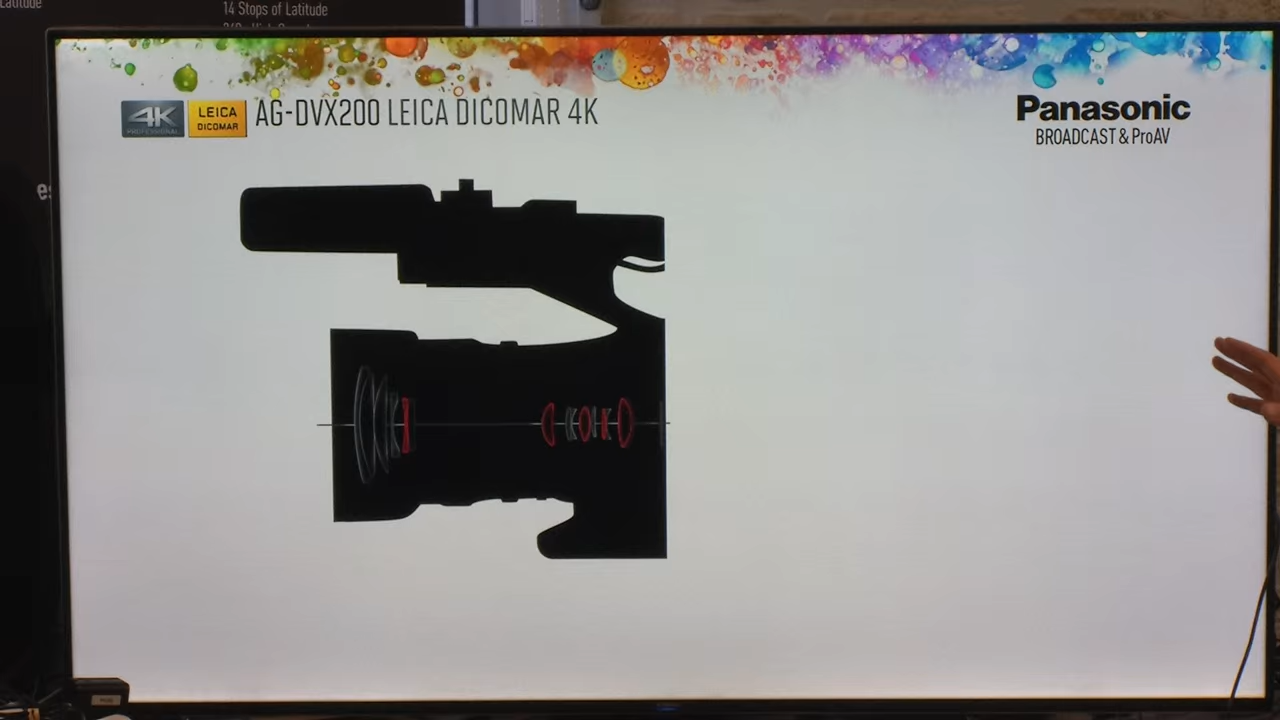 14 Stops of Latitude
4K
PROFESSIONAL
LEICA
DICOMAR
AG-DVX200 LEICA DICOMAR 4K
Panasonic
BROADCAST & ProAV